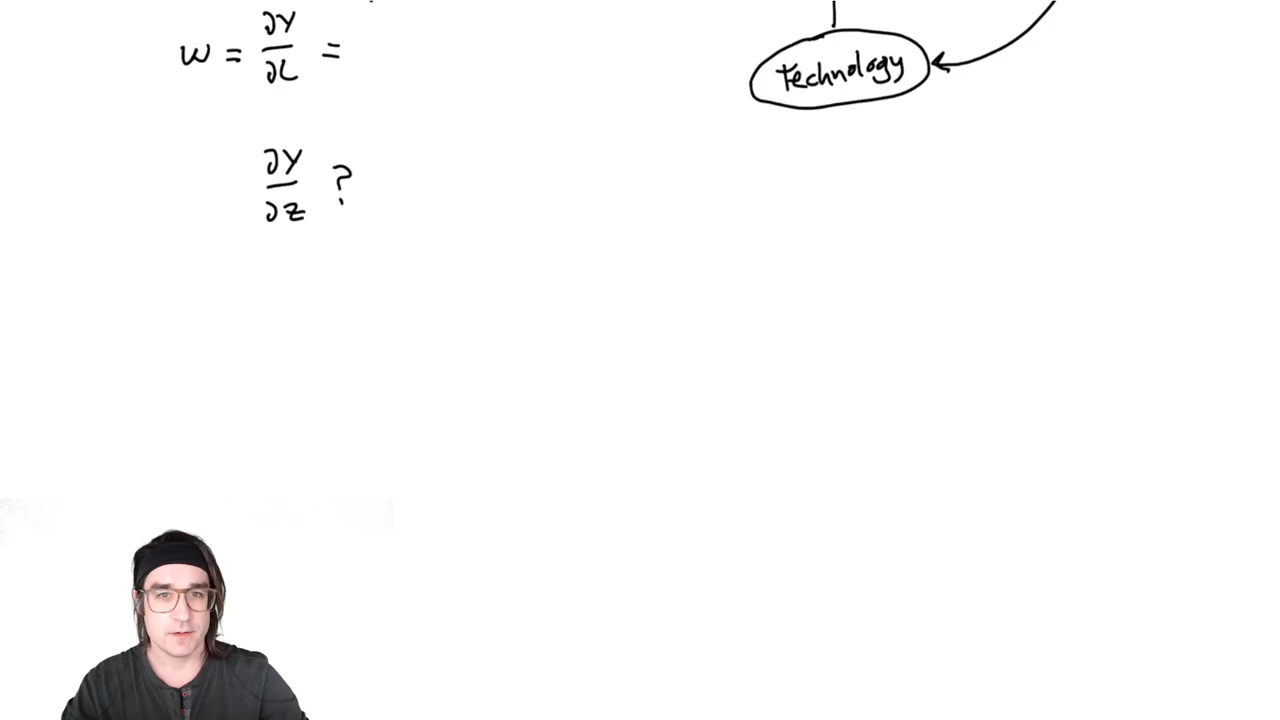 w = ∂Y/∂L =
technology
∂Y/∂z ?